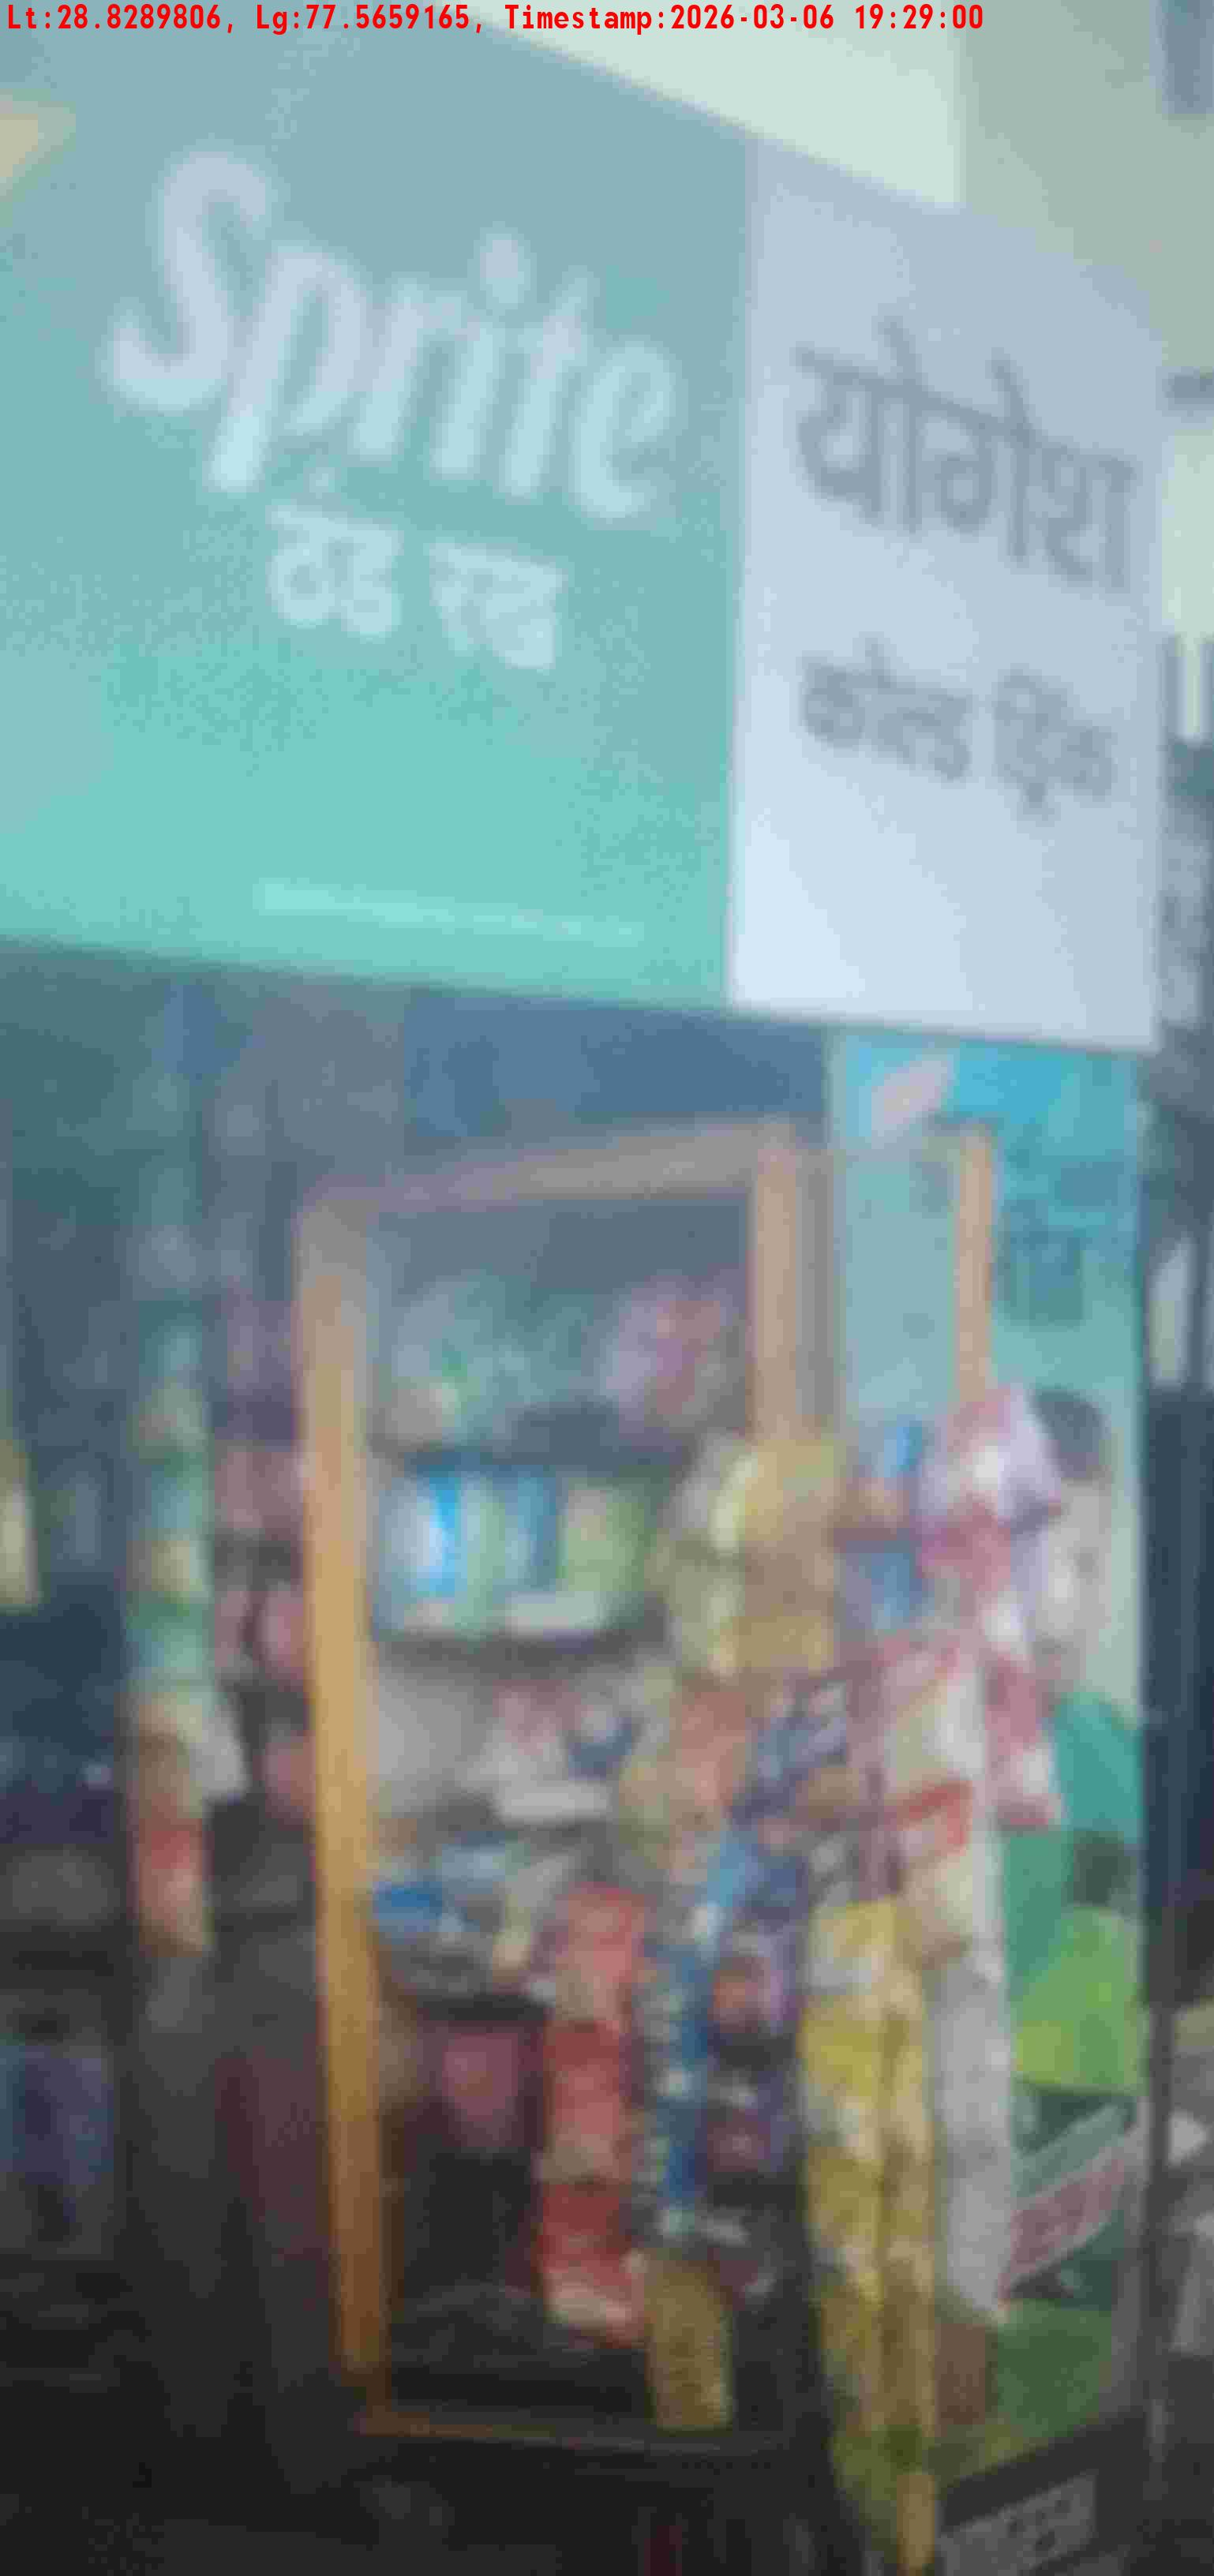 Lt:28.8289806, Lg:77.5659165, Timestamp:2026-03-06 19:29:00
Sprite
ठंड रख
योगेश
कोल्ड ड्रिंक